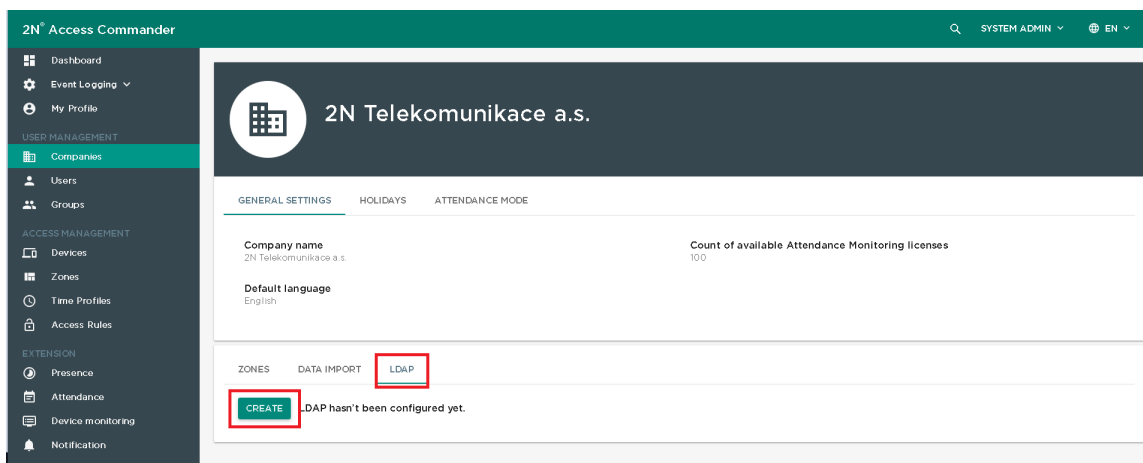 2N® Access Commander
SYSTEM ADMIN
EN
Dashboard
Event Logging
My Profile
USER MANAGEMENT
Companies
Users
Groups
ACCESS MANAGEMENT
Devices
Zones
Time Profiles
Access Rules
EXTENSION
Presence
Attendance
Device monitoring
Notification
2N Telekomunikace a.s.
GENERAL SETTINGS HOLIDAYS ATTENDANCE MODE
Company name
2N Telekomunikace a.s.
Count of available Attendance Monitoring licenses
100
Default language
English
ZONES DATA IMPORT LDAP
CREATE LDAP hasn't been configured yet.